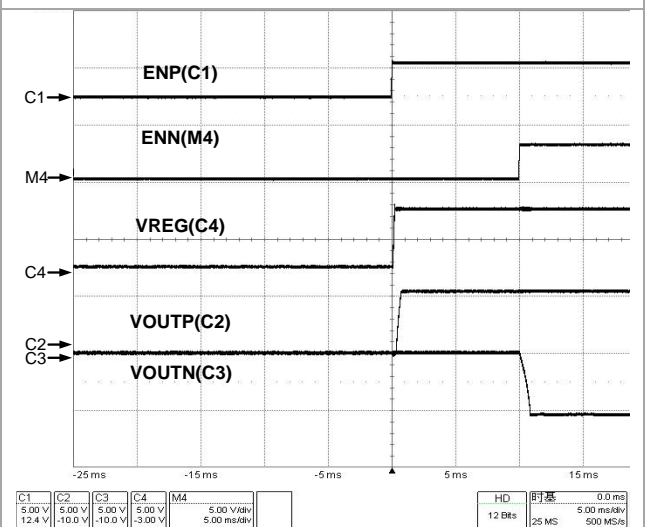 ENP(C1)
C1
ENN(M4)
M4
VREG(C4)
C4
VOUTP(C2)
C2
C3
VOUTN(C3)
-25 ms -15 ms -5 ms 5 ms 15 ms
C1 C2 C3 C4 M4 HD 时基 0.0 ms
5.00 V 5.00 V 5.00 V 5.00 V 5.00 V/div 5.00 ms/div
12.4 V -10.0 V -10.0 V -3.00 V 5.00 ms/div 12 Bits 25 MS 500 MS/s